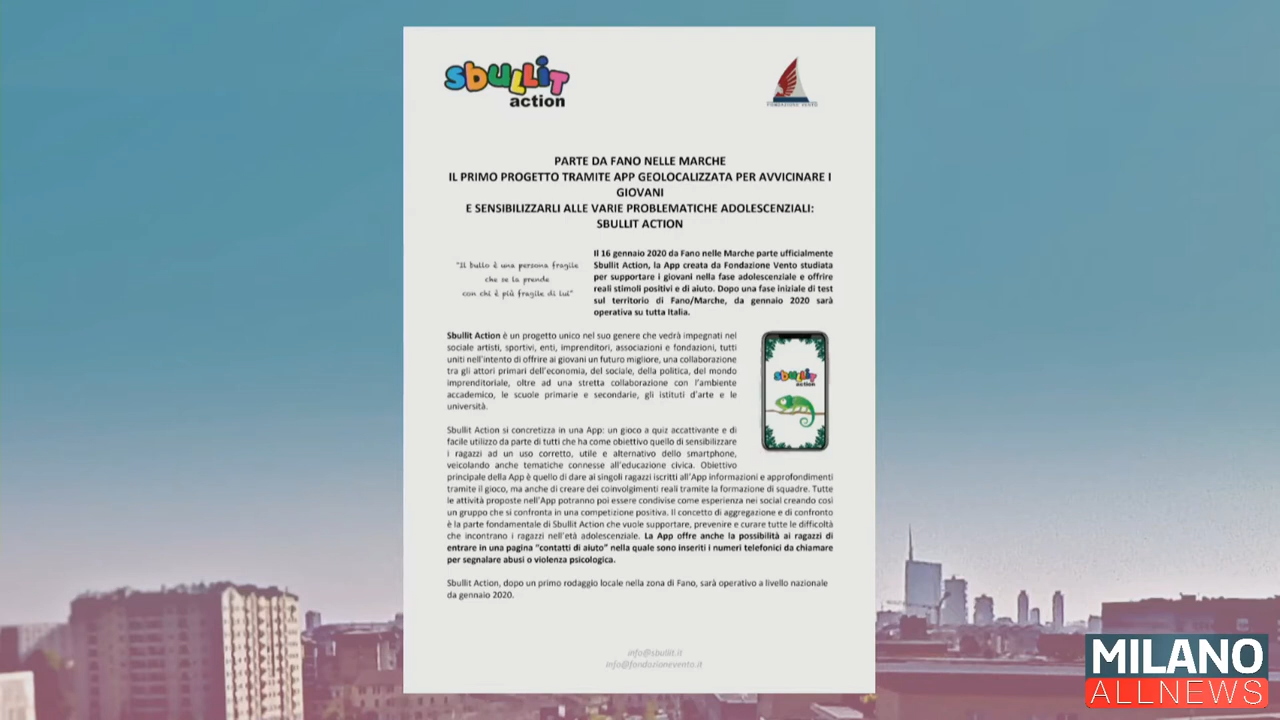 sbullit
action
FONDAZIONE VENTO
PARTE DA FANO NELLE MARCHE
IL PRIMO PROGETTO TRAMITE APP GEOLOCALIZZATA PER AVVICINARE I
GIOVANI
E SENSIBILIZZARLI ALLE VARIE PROBLEMATICHE ADOLESCENZIALI:
SBULLIT ACTION
"Il bullo è una persona fragile
che se la prende
con chi è più fragile di lui"
Il 16 gennaio 2020 da Fano nelle Marche parte ufficialmente
Sbullit Action, la App creata da Fondazione Vento studiata
per supportare i giovani nella fase adolescenziale e offrire
reali stimoli positivi e di aiuto. Dopo una fase iniziale di test
sul territorio di Fano/Marche, da gennaio 2020 sarà
operativa su tutta Italia.
Sbullit Action è un progetto unico nel suo genere che vedrà impegnati nel
sociale artisti, sportivi, enti, imprenditori, associazioni e fondazioni, tutti
uniti nell'intento di offrire ai giovani un futuro migliore, una collaborazione
tra gli attori primari dell'economia, del sociale, della politica, del mondo
imprenditoriale, oltre ad una stretta collaborazione con l'ambiente
accademico, le scuole primarie e secondarie, gli istituti d'arte e le
università.
sbullit
action
Sbullit Action si concretizza in una App: un gioco a quiz accattivante e di
facile utilizzo da parte di tutti che ha come obiettivo quello di sensibilizzare
i ragazzi ad un uso corretto, utile e alternativo dello smartphone,
veicolando anche tematiche connesse all'educazione civica. Obiettivo
principale della App è quello di dare ai singoli ragazzi iscritti all'App informazioni e approfondimenti
tramite il gioco, ma anche di creare dei coinvolgimenti reali tramite la formazione di squadre. Tutte
le attività proposte nell'App potranno poi essere condivise come esperienza nei social creando così
un gruppo che si confronta in una competizione positiva. Il concetto di aggregazione e di confronto
è la parte fondamentale di Sbullit Action che vuole supportare, prevenire e curare tutte le difficoltà
che incontrano i ragazzi nell'età adolescenziale. La App offre anche la possibilità ai ragazzi di
entrare in una pagina "contatti di aiuto" nella quale sono inseriti i numeri telefonici da chiamare
per segnalare abusi o violenza psicologica.
Sbullit Action, dopo un primo rodaggio locale nella zona di Fano, sarà operativo a livello nazionale
da gennaio 2020.
info@sbullit.it
info@fondazionevento.it
MILANO
ALLNEWS